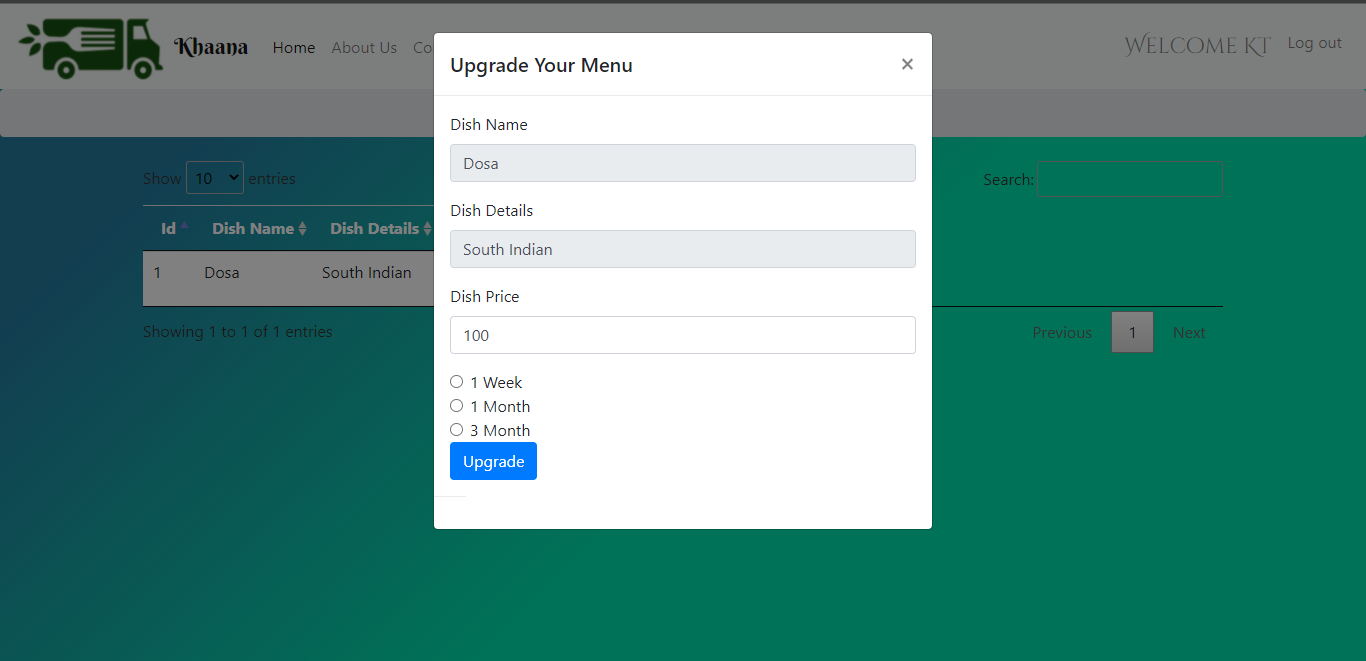 Khaana Home About Us Co WELCOME KT Log out
Upgrade Your Menu ×
Dish Name
Dosa
Dish Details
South Indian
Dish Price
100
1 Week
1 Month
3 Month
Upgrade
Show 10 entries Search:
Id Dish Name Dish Details
1 Dosa South Indian
Showing 1 to 1 of 1 entries Previous 1 Next